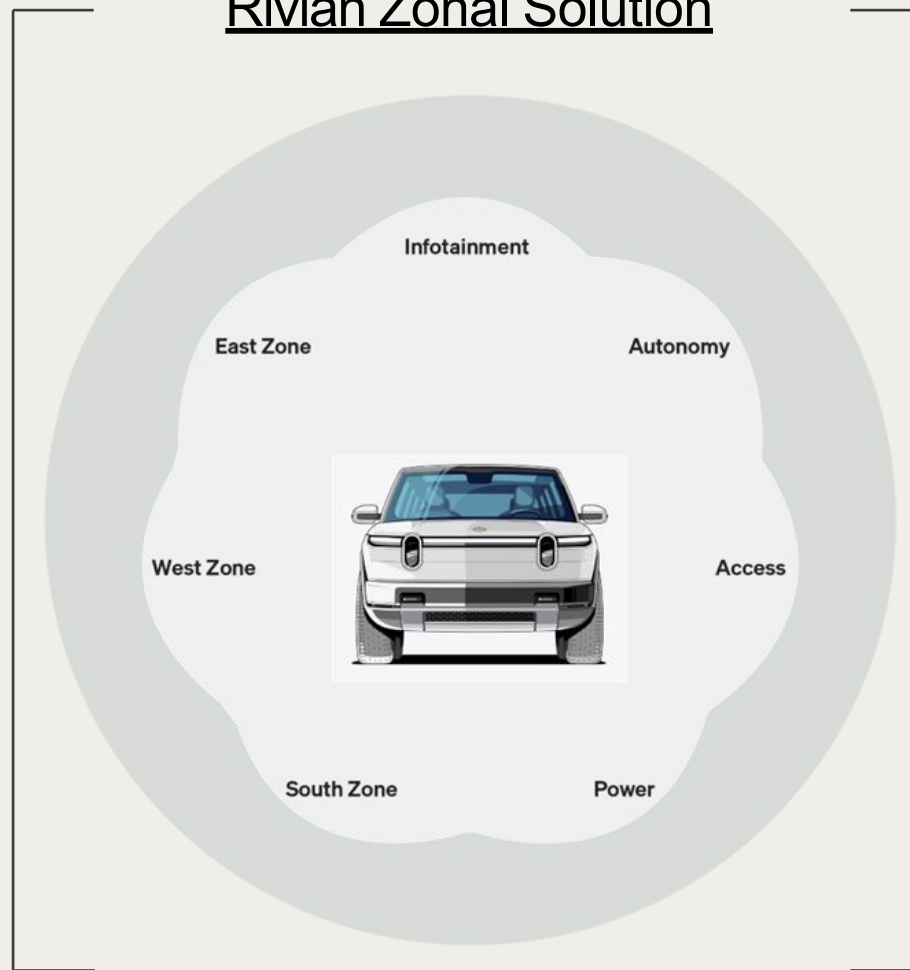 Rivian Zonal Solution
Infotainment
East Zone
Autonomy
West Zone
Access
South Zone
Power